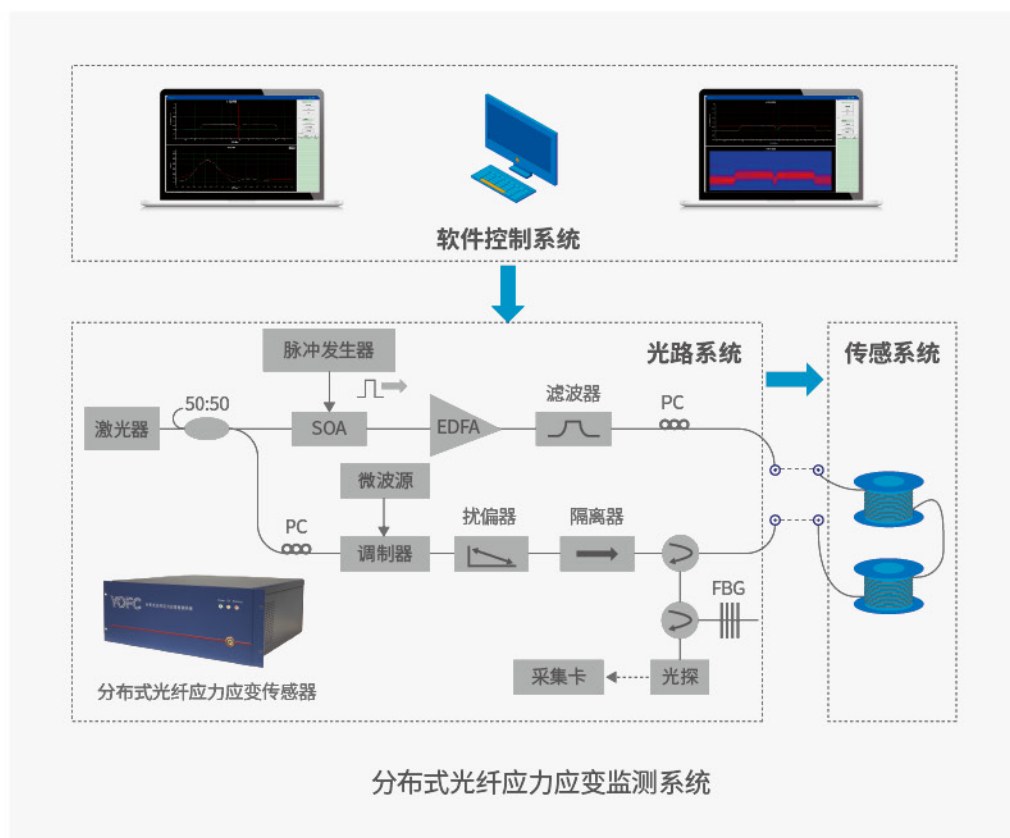 软件控制系统
脉冲发生器
光路系统
传感系统
50:50
滤波器
PC
激光器
SOA
EDFA
微波源
扰偏器
隔离器
PC
调制器
FBG
YOFC
采集卡
光探
分布式光纤应力应变传感器
分布式光纤应力应变监测系统